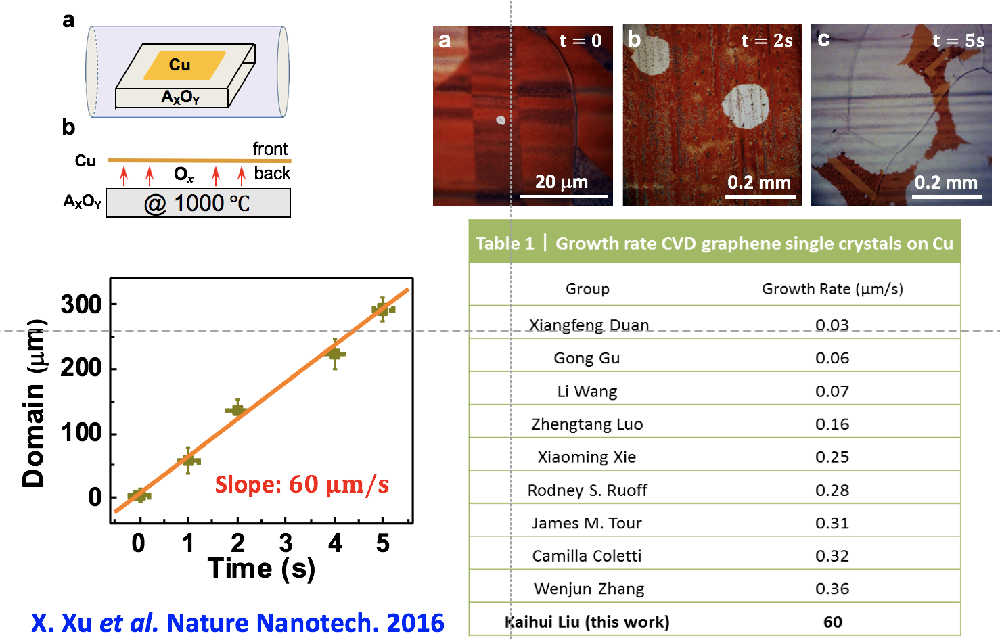 a
Cu
AXOY
b
front
Cu
Ox
back
AXOY
@ 1000 ℃
a
t = 0
20 μm
b
t = 2s
0.2 mm
c
t = 5s
0.2 mm
Domain (μm)
300
200
100
0
Slope: 60 μm/s
0 1 2 3 4 5
Time (s)
X. Xu et al. Nature Nanotech. 2016
Table 1 | Growth rate CVD graphene single crystals on Cu
Group Growth Rate (μm/s)
Xiangfeng Duan 0.03
Gong Gu 0.06
Li Wang 0.07
Zhengtang Luo 0.16
Xiaoming Xie 0.25
Rodney S. Ruoff 0.28
James M. Tour 0.31
Camilla Coletti 0.32
Wenjun Zhang 0.36
Kaihui Liu (this work) 60